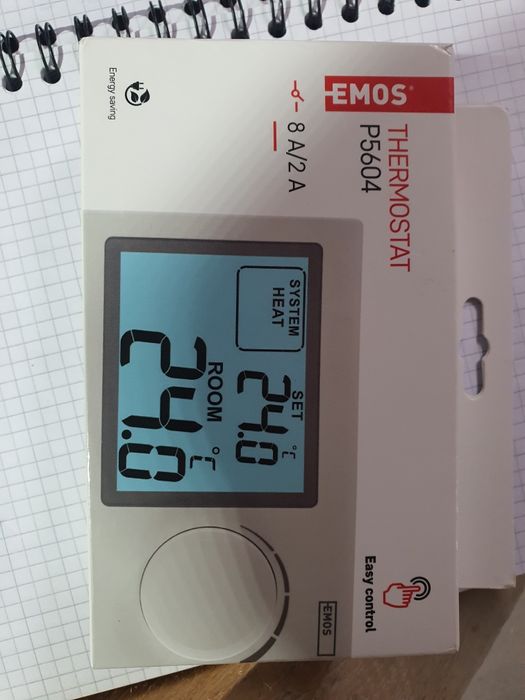 EMOS
THERMOSTAT
P5604
8 A/2 A
Energy saving
SYSTEM
HEAT
SET
24.0 °C
ROOM
24.0 °C
Easy control
EMOS